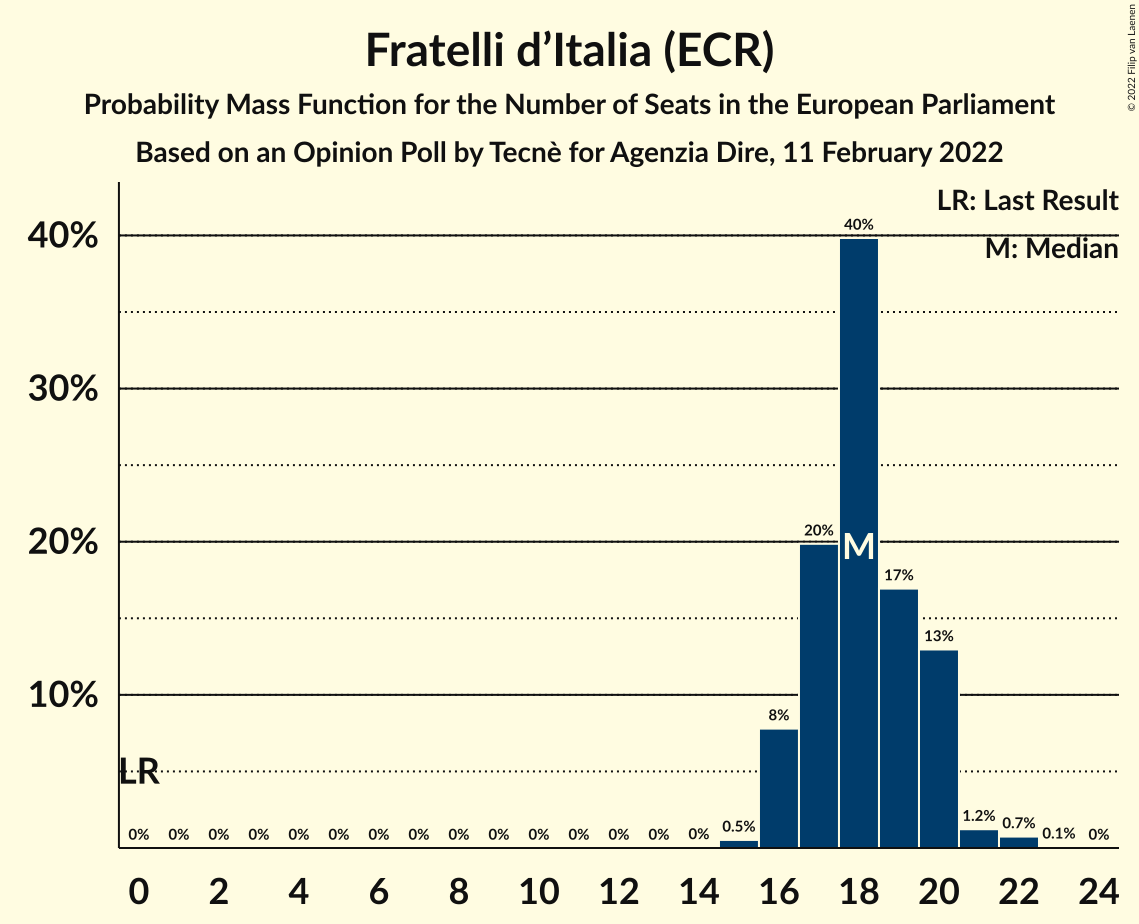 Fratelli d’Italia (ECR)
Probability Mass Function for the Number of Seats in the European Parliament
Based on an Opinion Poll by Tecnè for Agenzia Dire, 11 February 2022
© 2022 Filip van Laenen
LR: Last Result
M: Median
40%
30%
20%
10%
40%
20%
M
17%
13%
8%
LR
0% 0% 0% 0% 0% 0% 0% 0% 0% 0% 0% 0% 0% 0% 0% 0.5% 1.2% 0.7% 0.1% 0%
0 2 4 6 8 10 12 14 16 18 20 22 24